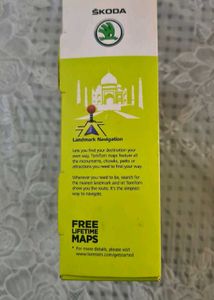 ŠKODA
Landmark Navigation
Lets you find your destination your
own way. TomTom maps feature all
the monuments, chowks, parks or
attractions you need to find your way.
Wherever you need to be, search for
the nearest landmark and let TomTom
show you the route. It's the simplest
way to navigate.
FREE
LIFETIME
MAPS
* For more details, please visit
www.tomtom.com/getstarted